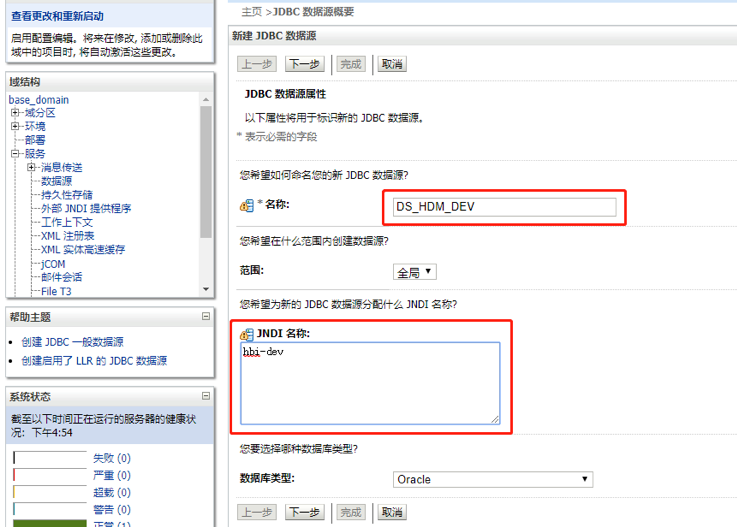 查看更改和重新启动
启用配置编辑。将来在修改, 添加或删除此
域中的项目时, 将自动激活这些更改。
域结构
base_domain
域分区
环境
部署
服务
消息传送
数据源
持久性存储
外部 JNDI 提供程序
工作上下文
XML 注册表
XML 实体高速缓存
jCOM
邮件会话
File T3
帮助主题
创建 JDBC 一般数据源
创建启用了 LLR 的 JDBC 数据源
系统状态
截至以下时间正在运行的服务器的健康状
况: 下午4:54
失败 (0)
严重 (0)
超载 (0)
警告 (0)
正常 (1)
主页 >JDBC 数据源概要
新建 JDBC 数据源
上一步 下一步 完成 取消
JDBC 数据源属性
以下属性将用于标识新的 JDBC 数据源。
* 表示必需的字段
您希望如何命名您的新 JDBC 数据源?
* 名称: DS_HDM_DEV
您希望在什么范围内创建数据源?
范围: 全局
您希望为新的 JDBC 数据源分配什么 JNDI 名称?
JNDI 名称:
hbi-dev
您要选择哪种数据库类型?
数据库类型: Oracle
上一步 下一步 完成 取消